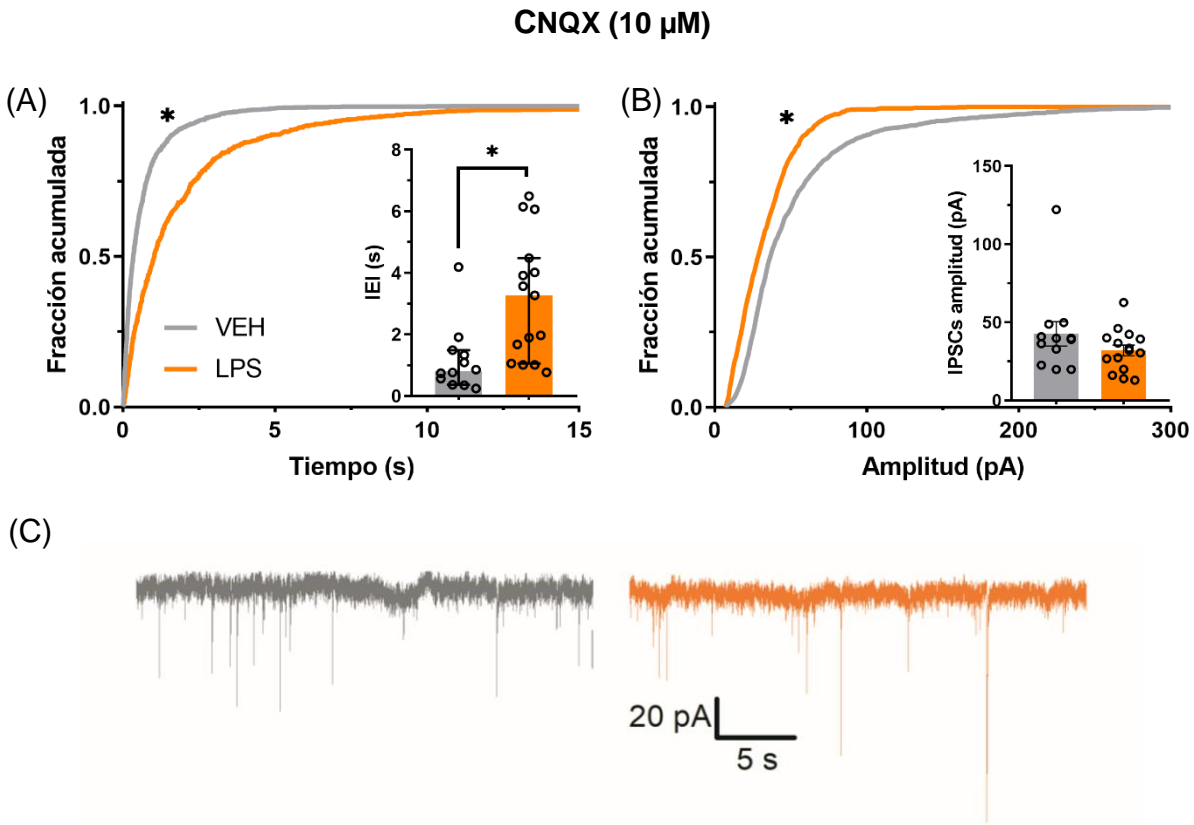 CNQX (10 µM)
(A)
Fracción acumulada
1.0
0.5
0.0
*
VEH
LPS
0
5
10
15
Tiempo (s)
IEI (s)
8
6
4
2
0
*
(B)
Fracción acumulada
1.0
0.5
0.0
*
0
100
200
300
Amplitud (pA)
IPSCs amplitud (pA)
150
100
50
0
(C)
20 pA
5 s